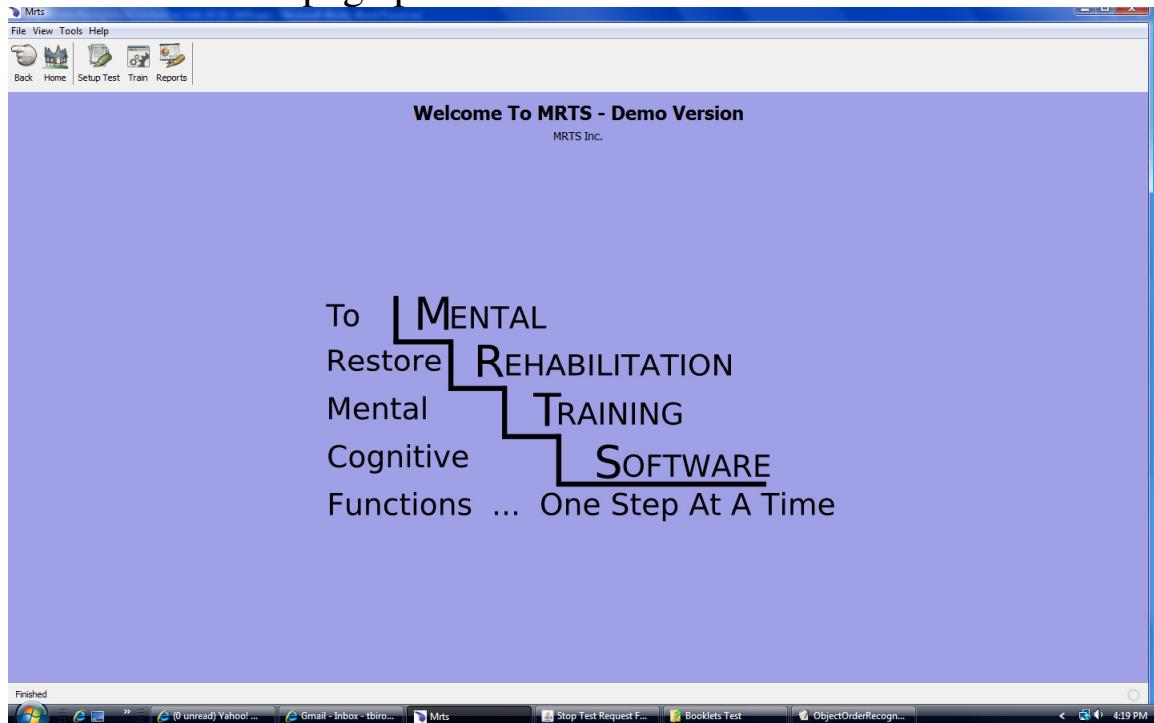 Mrts
File View Tools Help
Back Home Setup Test Train Reports
Welcome To MRTS - Demo Version
MRTS Inc.
To MENTAL
Restore REHABILITATION
Mental TRAINING
Cognitive SOFTWARE
Functions ... One Step At A Time
Finished
(0 unread) Yahoo! ... Gmail - Inbox - tbiro... Mrts Stop Test Request F... Booklets Test ObjectOrderRecogn... 4:19 PM